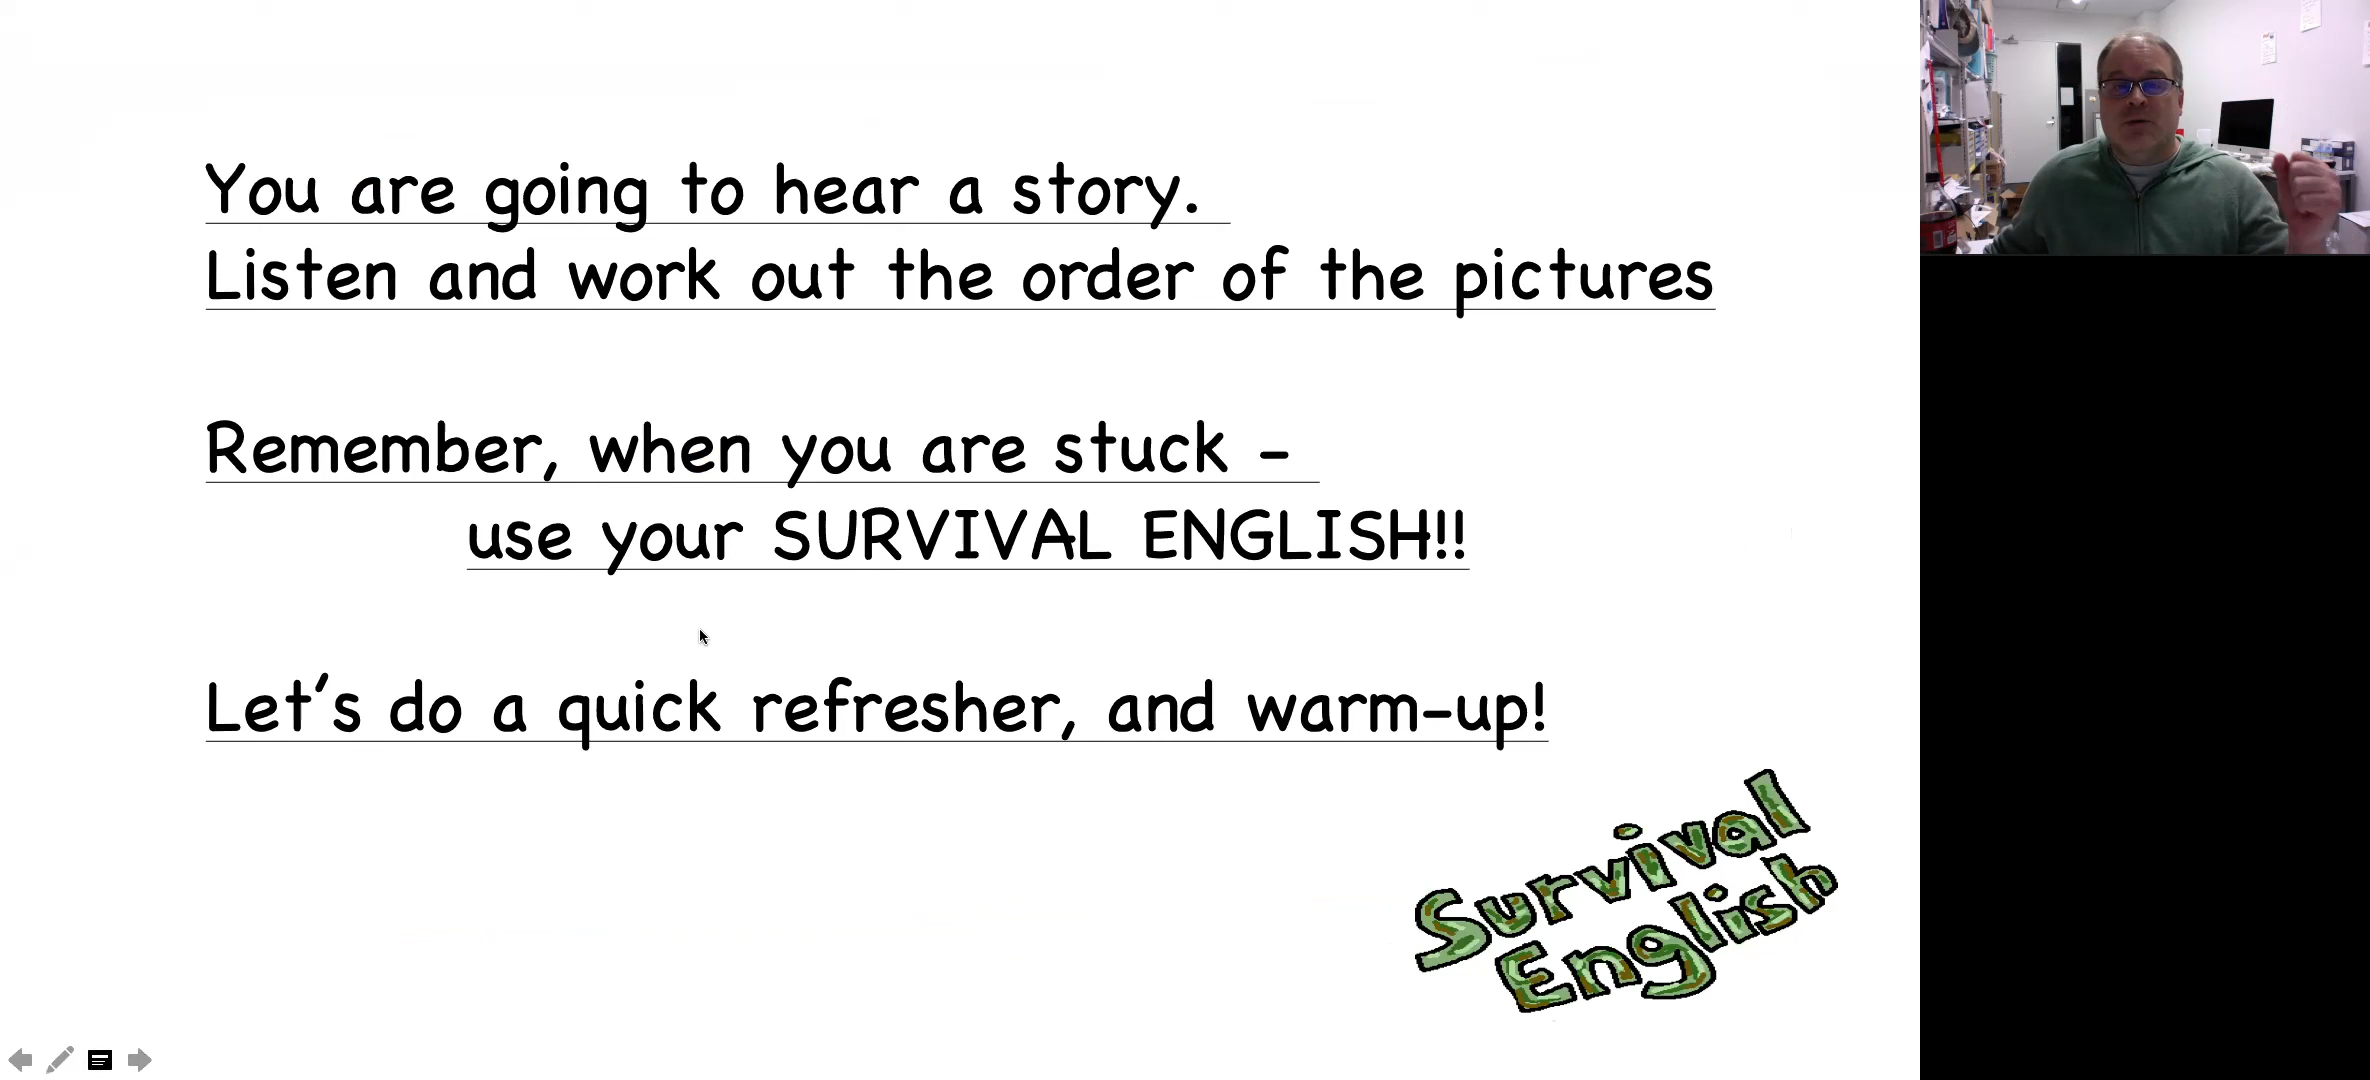 You are going to hear a story.
Listen and work out the order of the pictures
Remember, when you are stuck -
use your SURVIVAL ENGLISH!!
Let's do a quick refresher, and warm-up!
Survival
English